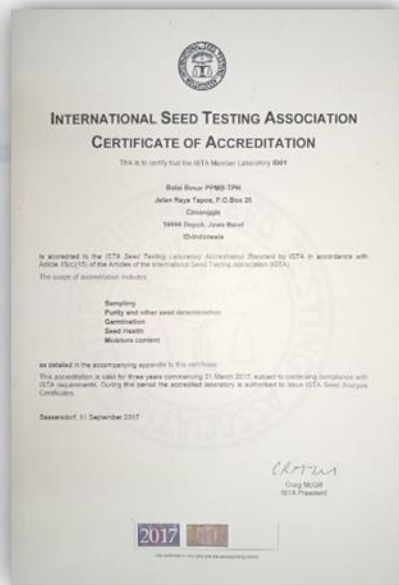 INTERNATIONAL SEED TESTING ASSOCIATION
CERTIFICATE OF ACCREDITATION
This is to certify that the ISTA Member Laboratory ID01
Balai Besar PPMB-TPH
Jalan Raya Tapos, P.O.Box 20
Cimanggis
16966 Depok, Jawa Barat
ID-Indonesia
is accredited to the ISTA Seed Testing Laboratory Accreditation Standard by ISTA in accordance with
Article 15(c)(15) of the Articles of the International Seed Testing Association (ISTA).
The scope of accreditation includes:
Sampling
Purity and other seed determination
Germination
Seed Health
Moisture content
as detailed in the accompanying appendix to this certificate.
This accreditation is valid for three years commencing 31 March 2017, subject to continuing compliance with
ISTA requirements. During this period the accredited laboratory is authorised to issue ISTA Seed Analysis
Certificates.
Bassersdorf, 11 September 2017
Craig McGill
ISTA President
2017